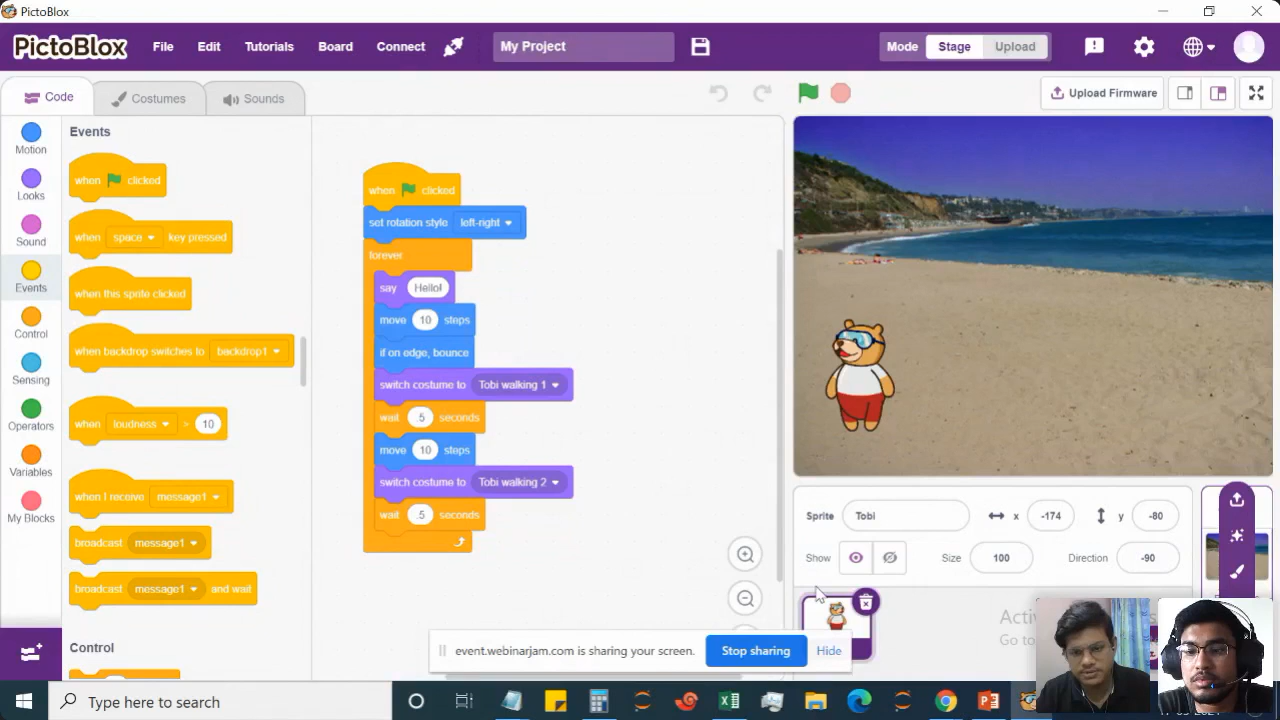 PictoBlox
PictoBlox File Edit Tutorials Board Connect My Project Mode Stage Upload
Code Costumes Sounds Upload Firmware
Motion
Looks
Sound
Events
Control
Sensing
Operators
Variables
My Blocks
Events
when clicked
when space key pressed
when this sprite clicked
when backdrop switches to backdrop1
when loudness > 10
when I receive message1
broadcast message1
broadcast message1 and wait
Control
when clicked
set rotation style left-right
forever
say Hello!
move 10 steps
if on edge, bounce
switch costume to Tobi walking 1
wait .5 seconds
move 10 steps
switch costume to Tobi walking 2
wait .5 seconds
Sprite Tobi x -174 y -80
Show Size 100 Direction -90
Go to
event.webinarjam.com is sharing your screen. Stop sharing Hide
Type here to search